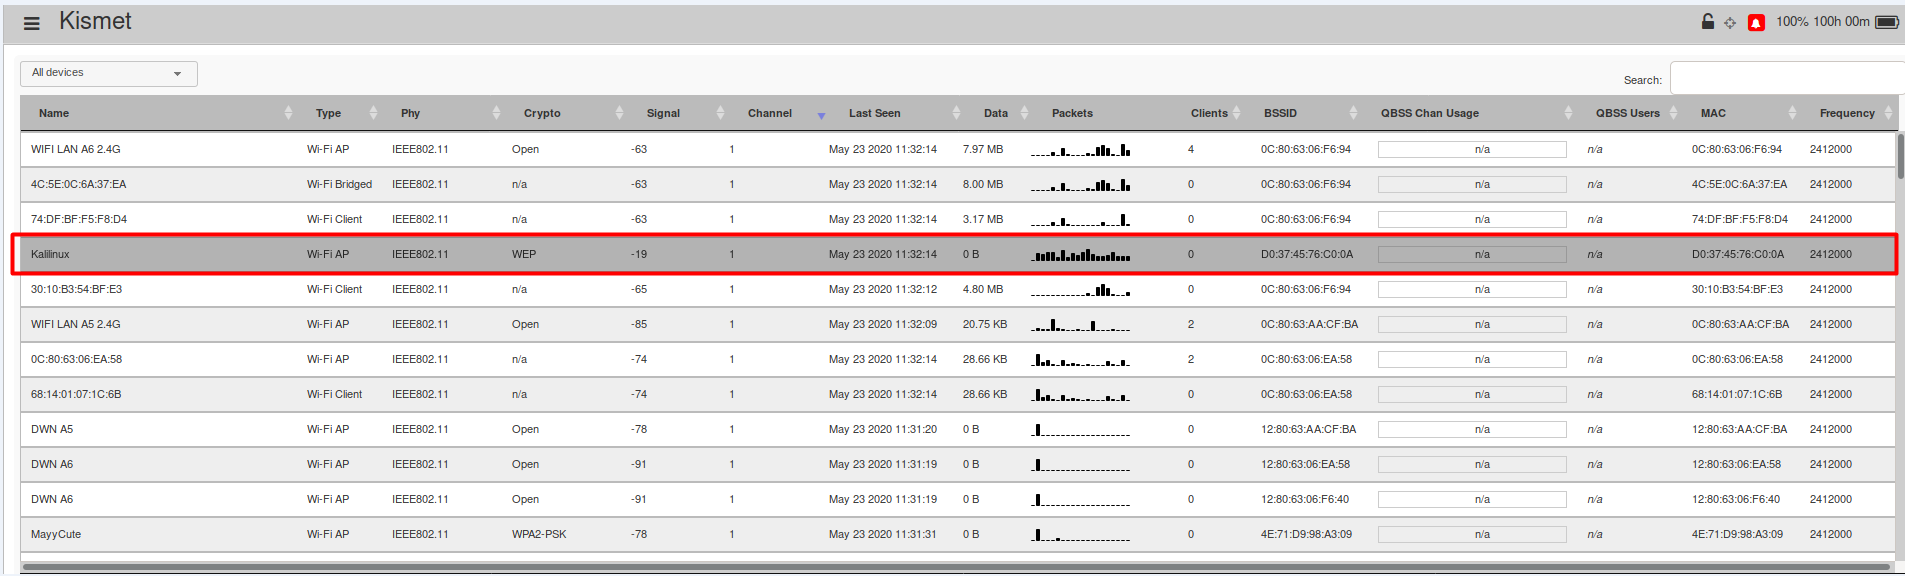 Kismet
100% 100h 00m
All devices
Search:
Name Type Phy Crypto Signal Channel Last Seen Data Packets Clients BSSID QBSS Chan Usage QBSS Users MAC Frequency
WIFI LAN A6 2.4G Wi-Fi AP IEEE802.11 Open -63 1 May 23 2020 11:32:14 7.97 MB 4 0C:80:63:06:F6:94 n/a n/a 0C:80:63:06:F6:94 2412000
4C:5E:0C:6A:37:EA Wi-Fi Bridged IEEE802.11 n/a -63 1 May 23 2020 11:32:14 8.00 MB 0 0C:80:63:06:F6:94 n/a n/a 4C:5E:0C:6A:37:EA 2412000
74:DF:BF:F5:F8:D4 Wi-Fi Client IEEE802.11 n/a -63 1 May 23 2020 11:32:14 3.17 MB 0 0C:80:63:06:F6:94 n/a n/a 74:DF:BF:F5:F8:D4 2412000
Kalilinux Wi-Fi AP IEEE802.11 WEP -19 1 May 23 2020 11:32:14 0 B 0 D0:37:45:76:C0:0A n/a n/a D0:37:45:76:C0:0A 2412000
30:10:B3:54:BF:E3 Wi-Fi Client IEEE802.11 n/a -65 1 May 23 2020 11:32:12 4.80 MB 0 0C:80:63:06:F6:94 n/a n/a 30:10:B3:54:BF:E3 2412000
WIFI LAN A5 2.4G Wi-Fi AP IEEE802.11 Open -85 1 May 23 2020 11:32:09 20.75 KB 2 0C:80:63:AA:CF:BA n/a n/a 0C:80:63:AA:CF:BA 2412000
0C:80:63:06:EA:58 Wi-Fi AP IEEE802.11 n/a -74 1 May 23 2020 11:32:14 28.66 KB 2 0C:80:63:06:EA:58 n/a n/a 0C:80:63:06:EA:58 2412000
68:14:01:07:1C:6B Wi-Fi Client IEEE802.11 n/a -74 1 May 23 2020 11:32:14 28.66 KB 0 0C:80:63:06:EA:58 n/a n/a 68:14:01:07:1C:6B 2412000
DWN A5 Wi-Fi AP IEEE802.11 Open -78 1 May 23 2020 11:31:20 0 B 0 12:80:63:AA:CF:BA n/a n/a 12:80:63:AA:CF:BA 2412000
DWN A6 Wi-Fi AP IEEE802.11 Open -91 1 May 23 2020 11:31:19 0 B 0 12:80:63:06:EA:58 n/a n/a 12:80:63:06:EA:58 2412000
DWN A6 Wi-Fi AP IEEE802.11 Open -91 1 May 23 2020 11:31:19 0 B 0 12:80:63:06:F6:40 n/a n/a 12:80:63:06:F6:40 2412000
MayyCute Wi-Fi AP IEEE802.11 WPA2-PSK -78 1 May 23 2020 11:31:31 0 B 0 4E:71:D9:98:A3:09 n/a n/a 4E:71:D9:98:A3:09 2412000